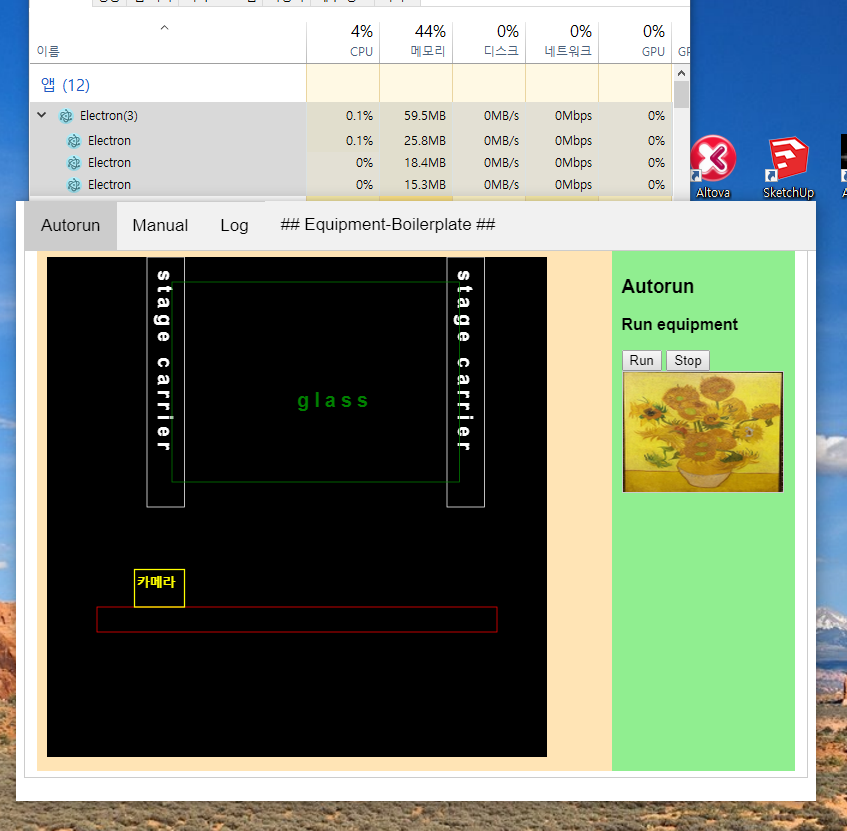 4% 44% 0% 0% 0%
이름 CPU 메모리 디스크 네트워크 GPU
앱 (12)
Electron(3) 0.1% 59.5MB 0MB/s 0Mbps 0%
Electron 0.1% 25.8MB 0MB/s 0Mbps 0%
Electron 0% 18.4MB 0MB/s 0Mbps 0%
Electron 0% 15.3MB 0MB/s 0Mbps 0%
Altova
SketchUp
Autorun Manual Log ## Equipment-Boilerplate ##
stage carrier
stage carrier
glass
카메라
Autorun
Run equipment
Run Stop